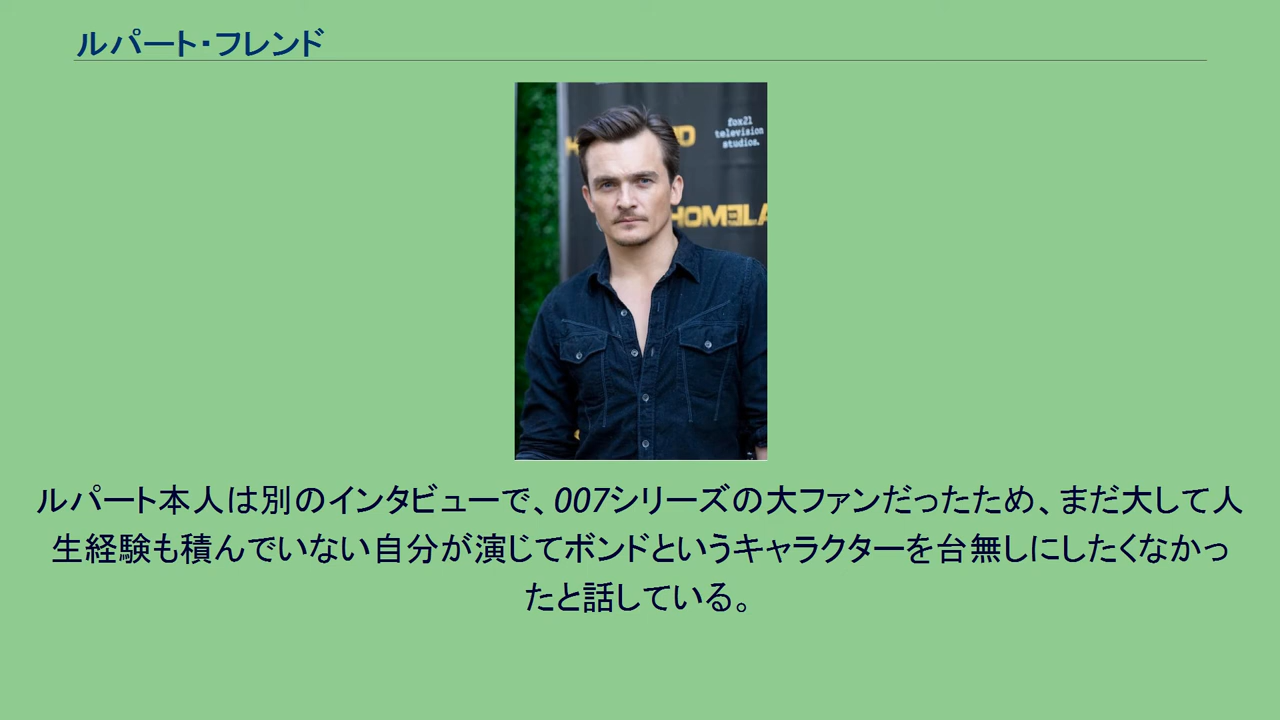 ルパート・フレンド
fox21
television
studios.
HOMELA
ルパート本人は別のインタビューで、007シリーズの大ファンだったため、まだ大して人
生経験も積んでいない自分が演じてボンドというキャラクターを台無しにしたくなかっ
たと話している。